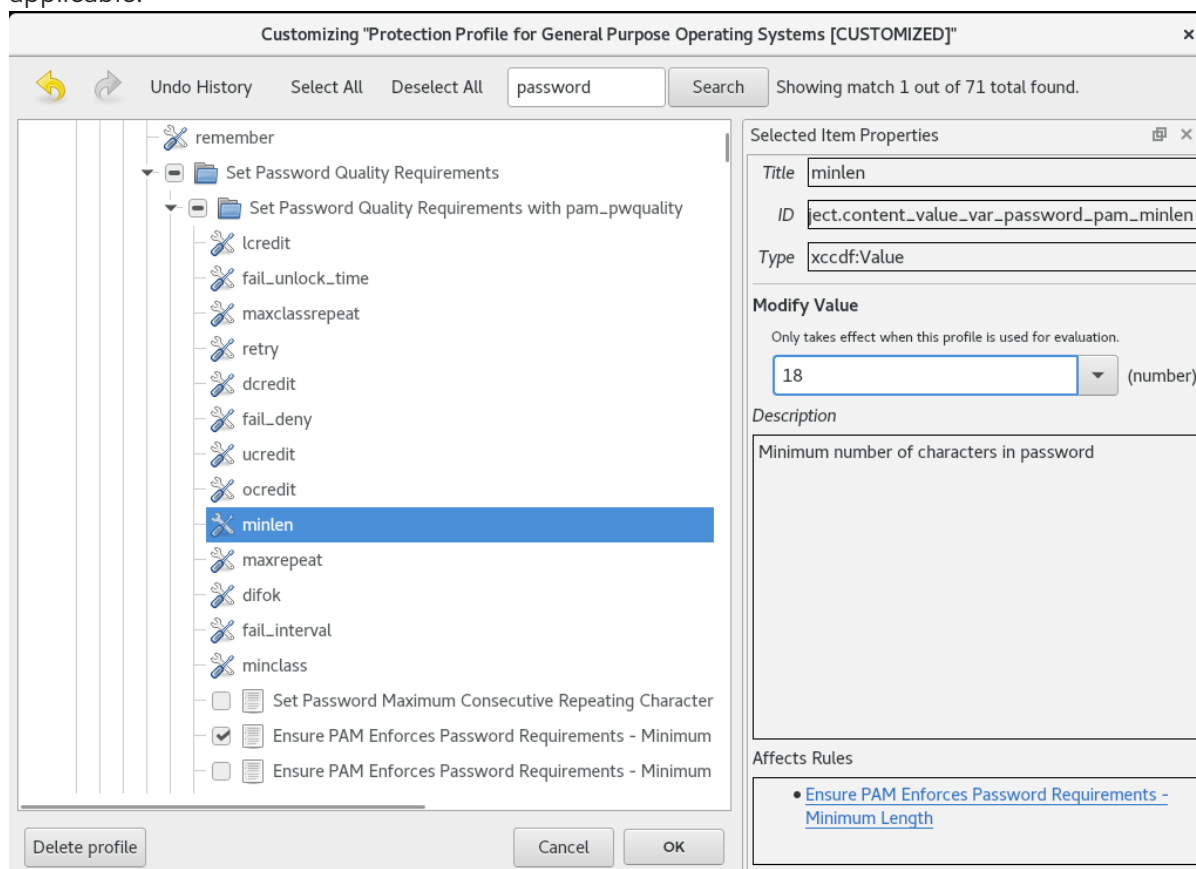 applicable.
Customizing "Protection Profile for General Purpose Operating Systems [CUSTOMIZED]"
Undo History Select All Deselect All password Search Showing match 1 out of 71 total found.
remember
Set Password Quality Requirements
Set Password Quality Requirements with pam_pwquality
lcredit
fail_unlock_time
maxclassrepeat
retry
dcredit
fail_deny
ucredit
ocredit
minlen
maxrepeat
difok
fail_interval
minclass
Set Password Maximum Consecutive Repeating Character
Ensure PAM Enforces Password Requirements - Minimum
Ensure PAM Enforces Password Requirements - Minimum
Delete profile Cancel OK
Selected Item Properties
Title minlen
ID ject.content_value_var_password_pam_minlen
Type xccdf:Value
Modify Value
Only takes effect when this profile is used for evaluation.
18 (number)
Description
Minimum number of characters in password
Affects Rules
• Ensure PAM Enforces Password Requirements -
Minimum Length